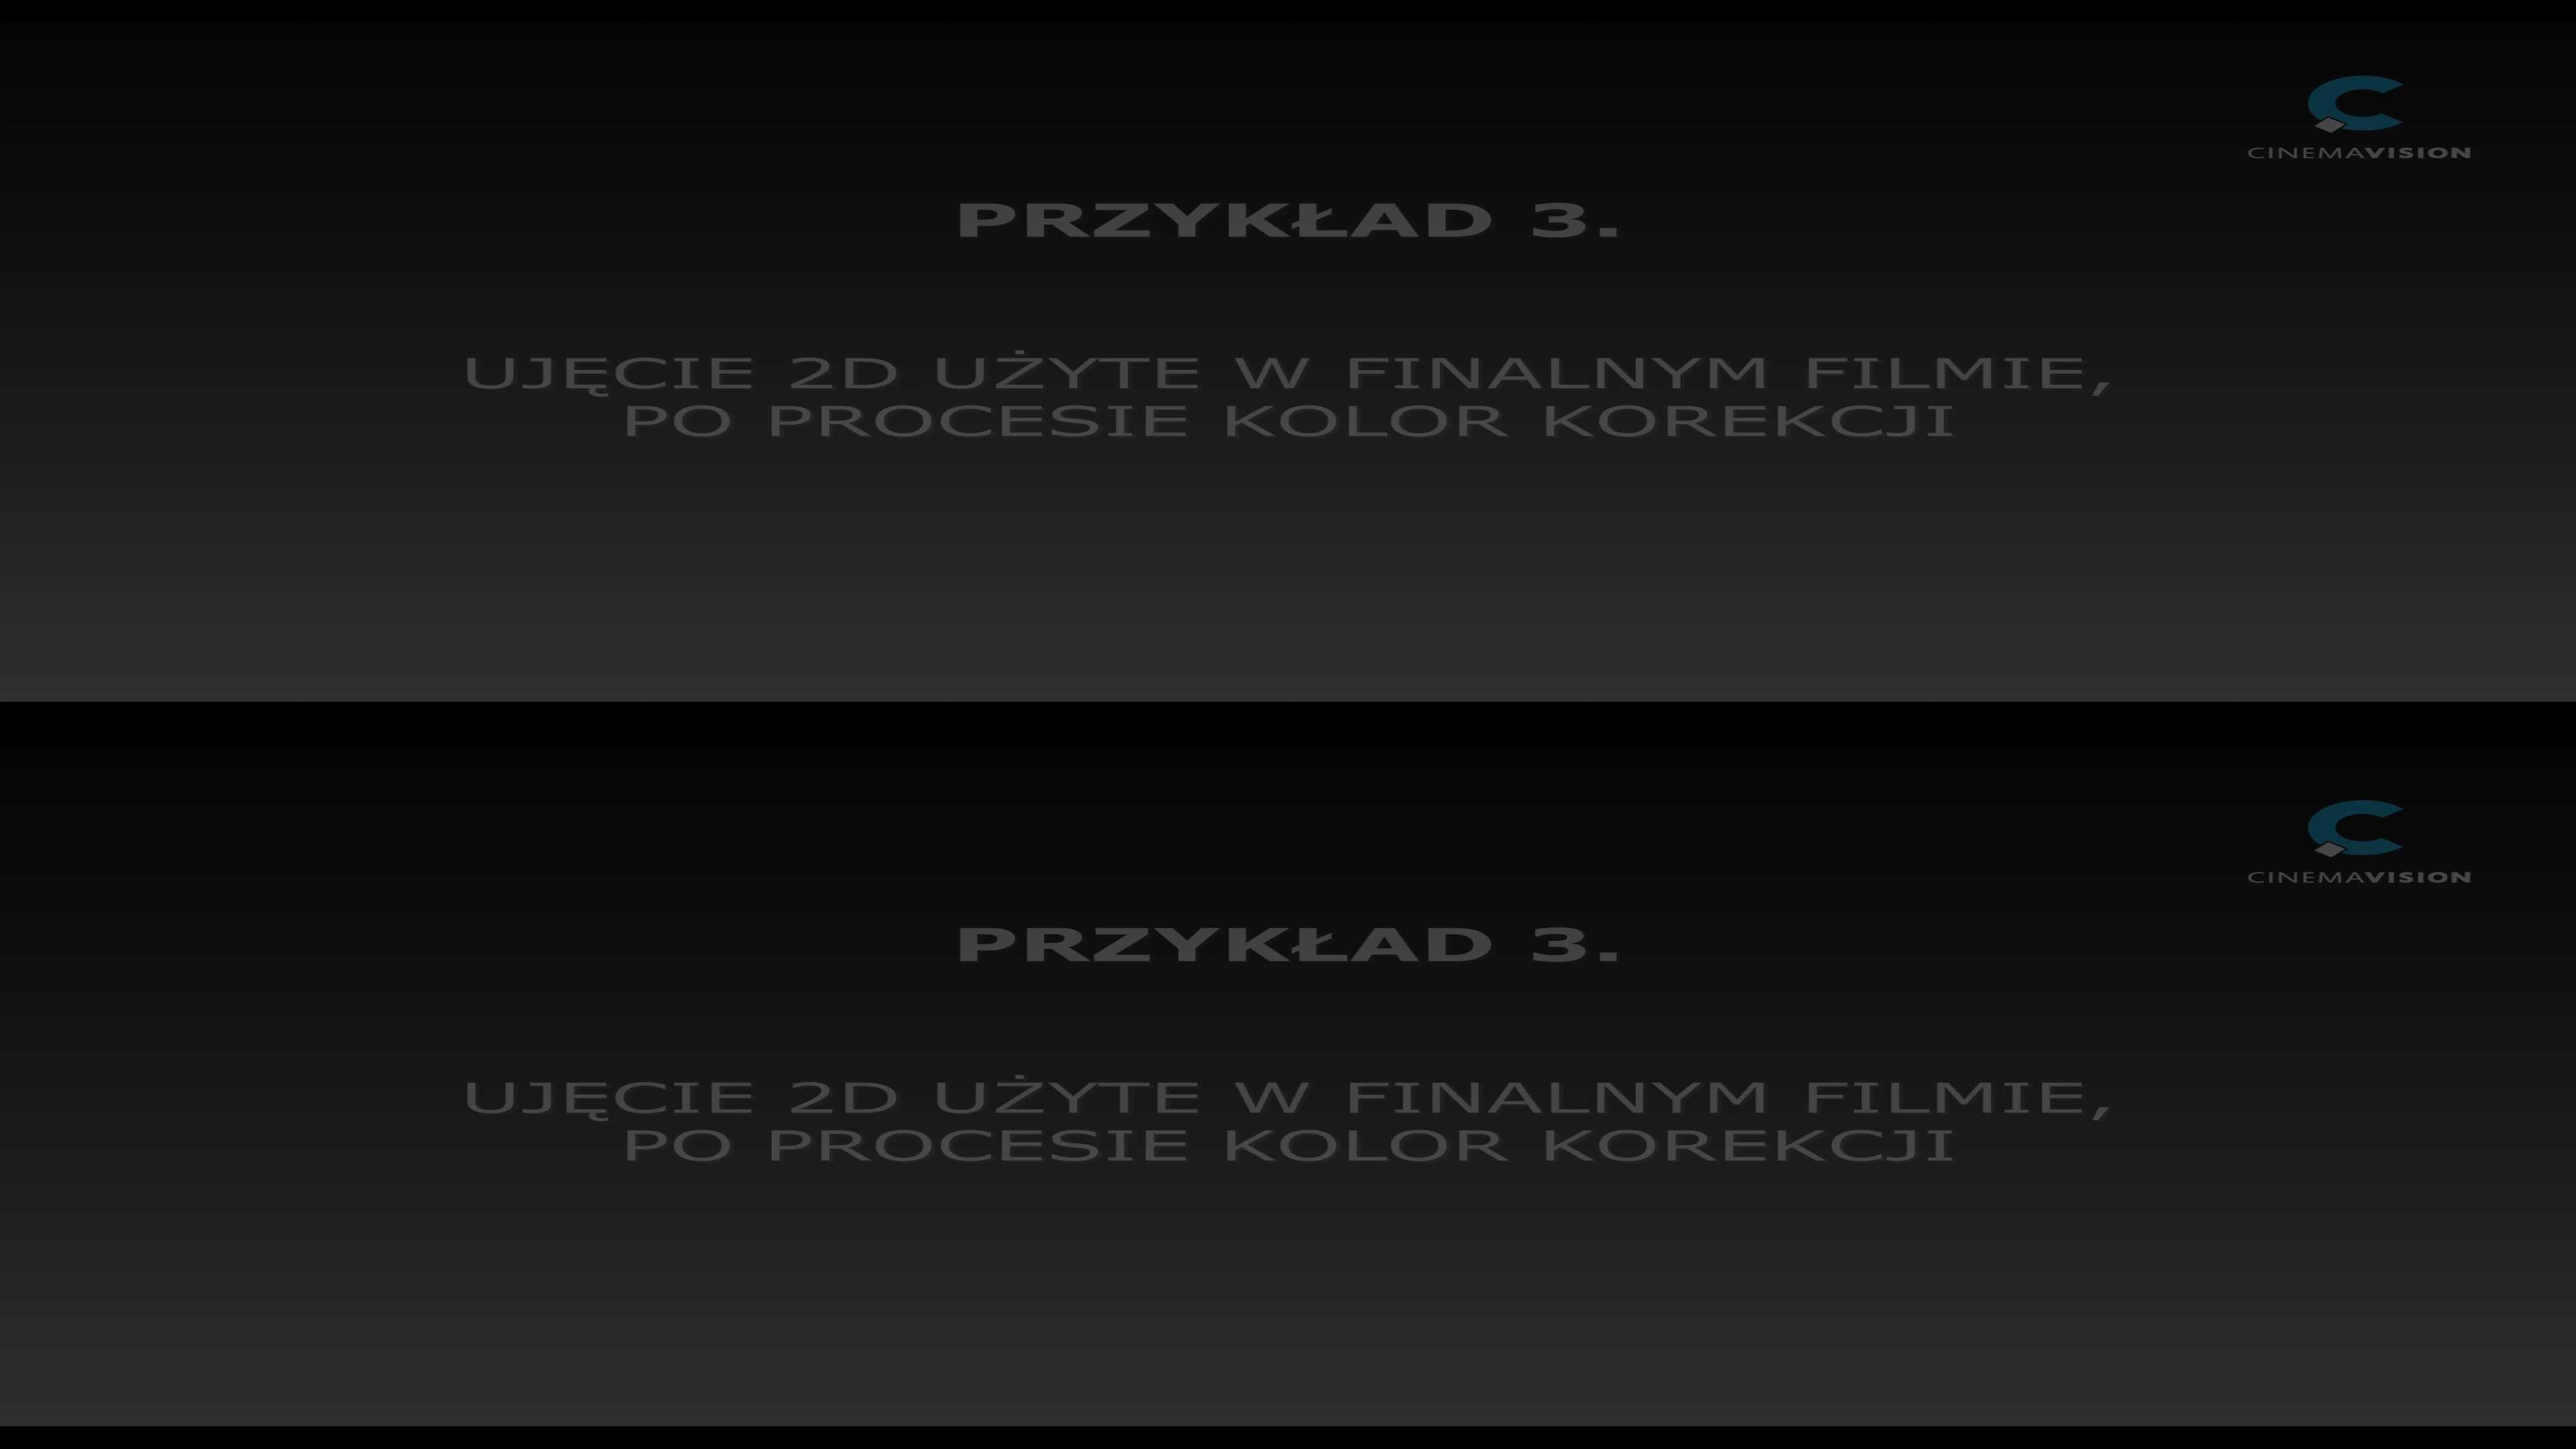 CINEMAVISION
PRZYKŁAD 3.
UJĘCIE 2D UŻYTE W FINALNYM FILMIE,
PO PROCESIE KOLOR KOREKCJI
CINEMAVISION
PRZYKŁAD 3.
UJĘCIE 2D UŻYTE W FINALNYM FILMIE,
PO PROCESIE KOLOR KOREKCJI